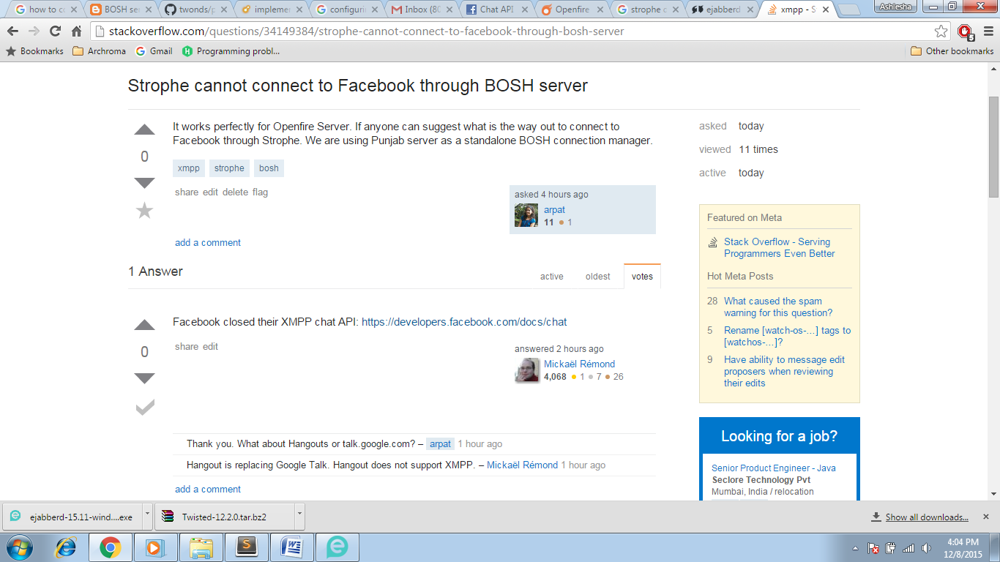 how to co
BOSH se
twonds/p
implemen
configuri
Inbox (80
Chat API
Openfire
strophe c
ejabberd
xmpp - S
Ashlesha
stackoverflow.com/questions/34149384/strophe-cannot-connect-to-facebook-through-bosh-server
5
Bookmarks
Archroma
Gmail
Programming probl...
Other bookmarks
Strophe cannot connect to Facebook through BOSH server
0
It works perfectly for Openfire Server. If anyone can suggest what is the way out to connect to
Facebook through Strophe. We are using Punjab server as a standalone BOSH connection manager.
xmpp strophe bosh
share edit delete flag
asked 4 hours ago
arpat
11 1
add a comment
asked today
viewed 11 times
active today
Featured on Meta
Stack Overflow - Serving
Programmers Even Better
Hot Meta Posts
28 What caused the spam
warning for this question?
5 Rename [watch-os-...] tags to
[watchos-...]?
9 Have ability to message edit
proposers when reviewing
their edits
1 Answer
active oldest votes
0
Facebook closed their XMPP chat API: https://developers.facebook.com/docs/chat
share edit
answered 2 hours ago
Mickaël Rémond
4,068 1 7 26
Thank you. What about Hangouts or talk.google.com? – arpat 1 hour ago
Hangout is replacing Google Talk. Hangout does not support XMPP. – Mickaël Rémond 1 hour ago
add a comment
Looking for a job?
Senior Product Engineer - Java
Seclore Technology Pvt
Mumbai, India / relocation
ejabberd-15.11-wind....exe
Twisted-12.2.0.tar.bz2
Show all downloads...
4:04 PM
12/8/2015